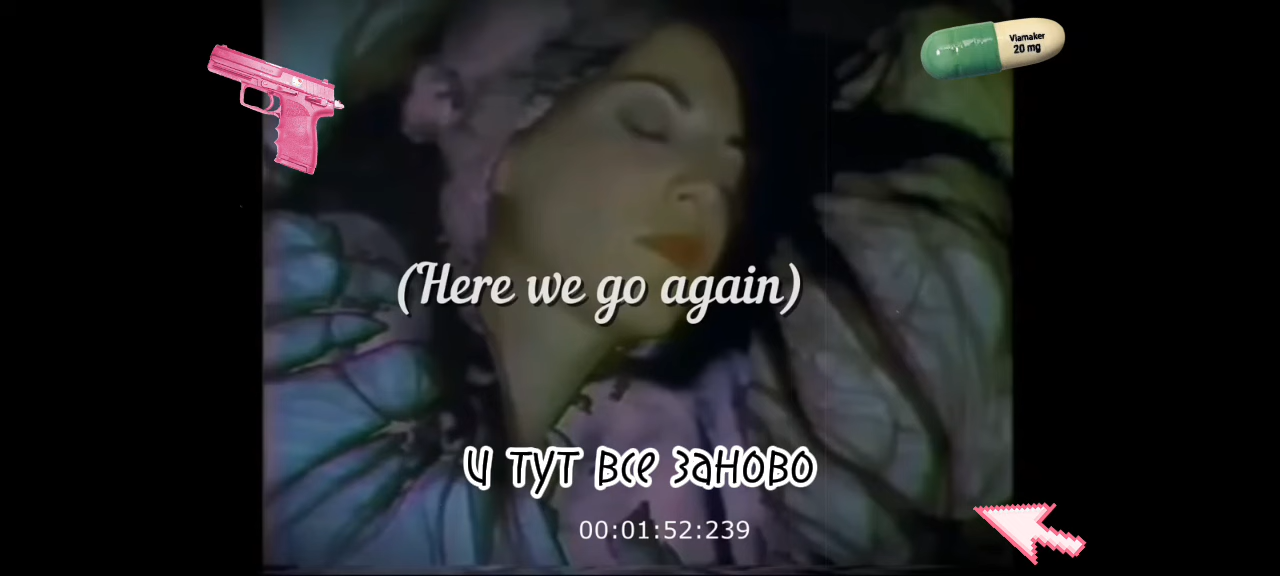 Viamaker
20 mg
(Here we go again)
и тут все заново
00:01:52:239